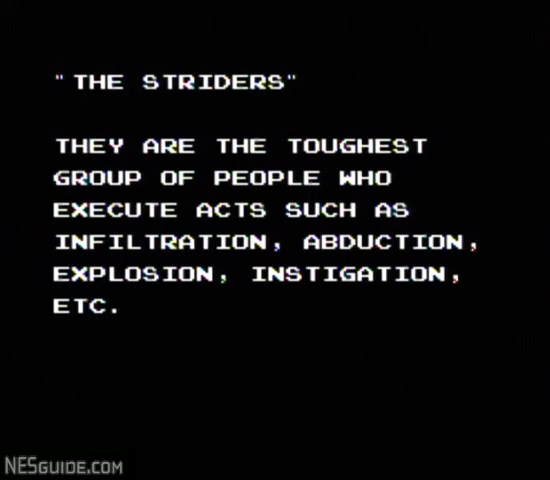 "THE STRIDERS"
THEY ARE THE TOUGHEST
GROUP OF PEOPLE WHO
EXECUTE ACTS SUCH AS
INFILTRATION, ABDUCTION,
EXPLOSION, INSTIGATION,
ETC.
NESGUIDE.COM